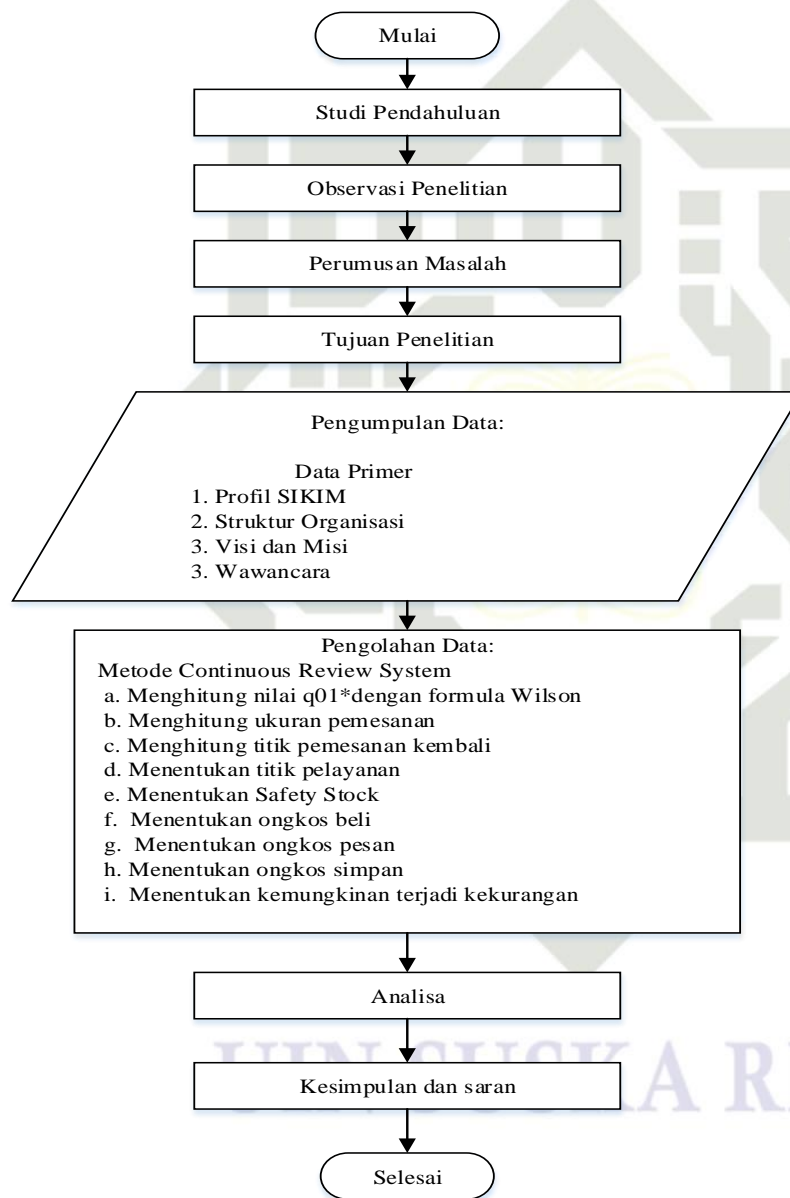 Mulai
Studi Pendahuluan
Observasi Penelitian
Perumusan Masalah
Tujuan Penelitian
Pengumpulan Data:
Data Primer
1. Profil SIKIM
2. Struktur Organisasi
3. Visi dan Misi
3. Wawancara
Pengolahan Data:
Metode Continuous Review System
a. Menghitung nilai q01*dengan formula Wilson
b. Menghitung ukuran pemesanan
c. Menghitung titik pemesanan kembali
d. Menentukan titik pelayanan
e. Menentukan Safety Stock
f. Menentukan ongkos beli
g. Menentukan ongkos pesan
h. Menentukan ongkos simpan
i. Menentukan kemungkinan terjadi kekurangan
Analisa
UIN SUSKA R
Kesimpulan dan saran
Selesai